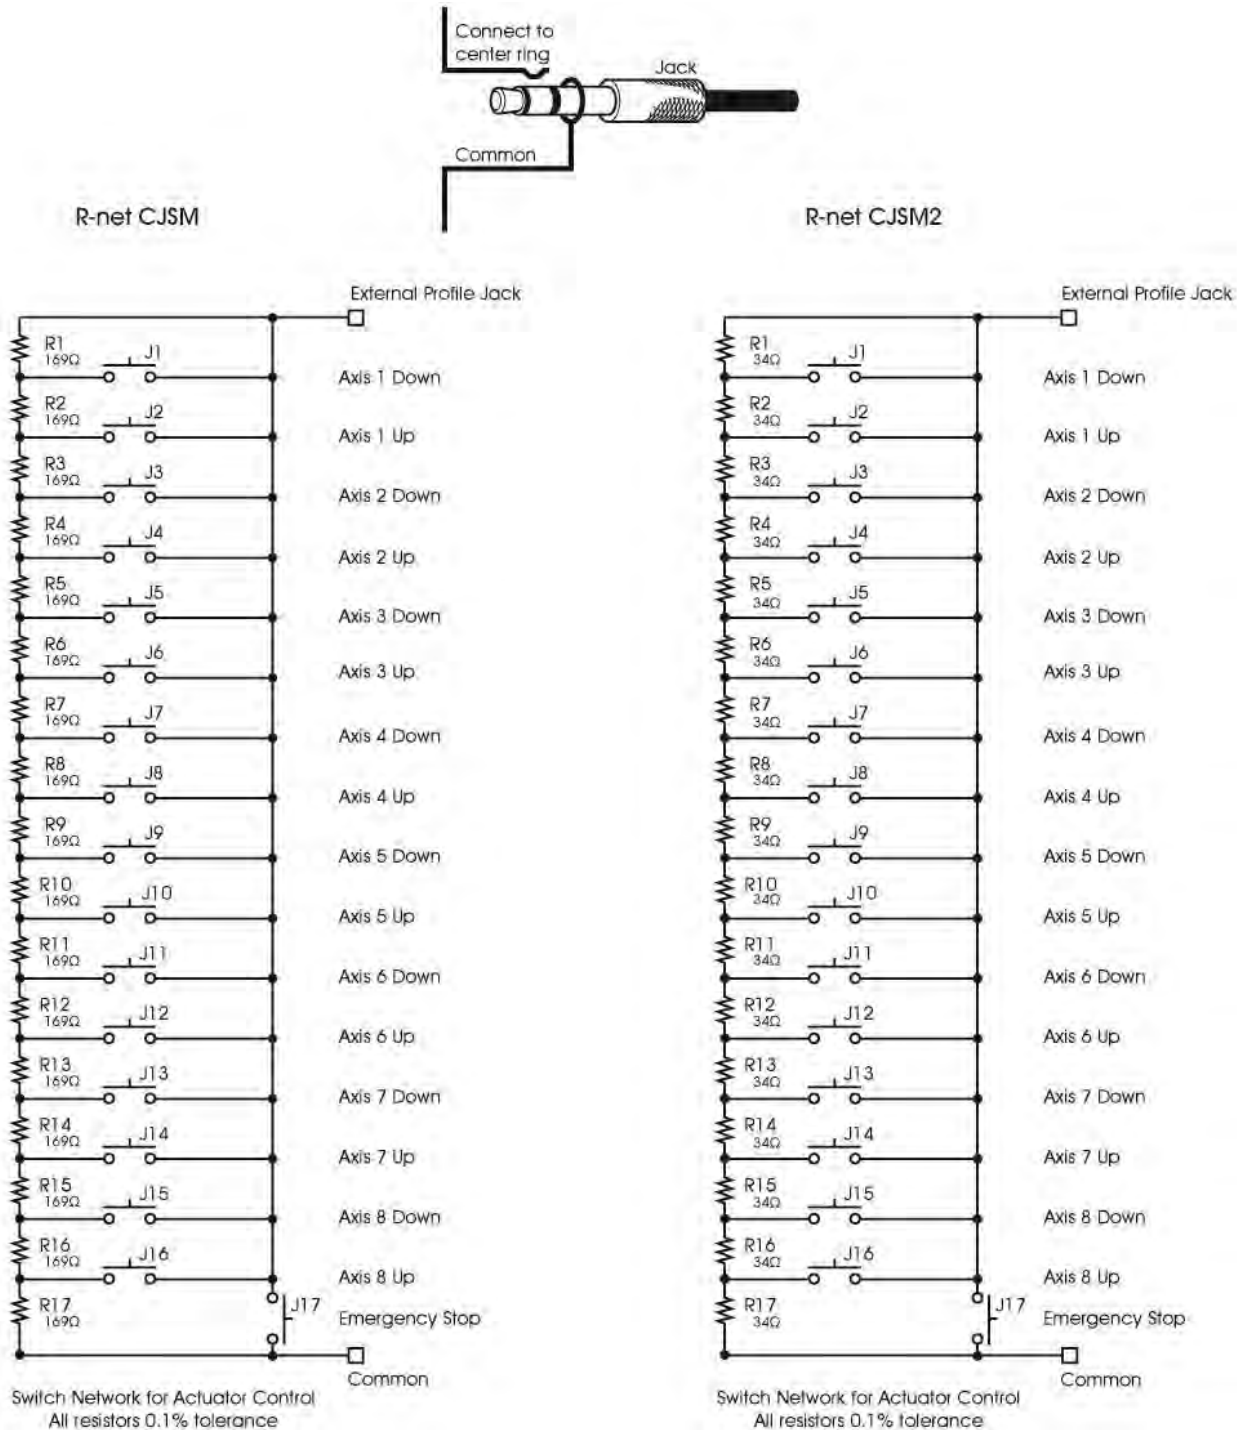 Connect to
center ring
Jack
Common
R-net CJSM
External Profile Jack
R1
169Ω
J1
Axis 1 Down
R2
169Ω
J2
Axis 1 Up
R3
169Ω
J3
Axis 2 Down
R4
169Ω
J4
Axis 2 Up
R5
169Ω
J5
Axis 3 Down
R6
169Ω
J6
Axis 3 Up
R7
169Ω
J7
Axis 4 Down
R8
169Ω
J8
Axis 4 Up
R9
169Ω
J9
Axis 5 Down
R10
169Ω
J10
Axis 5 Up
R11
169Ω
J11
Axis 6 Down
R12
169Ω
J12
Axis 6 Up
R13
169Ω
J13
Axis 7 Down
R14
169Ω
J14
Axis 7 Up
R15
169Ω
J15
Axis 8 Down
R16
169Ω
J16
Axis 8 Up
R17
169Ω
J17
Emergency Stop
Common
Switch Network for Actuator Control
All resistors 0.1% tolerance
R-net CJSM2
External Profile Jack
R1
34Ω
J1
Axis 1 Down
R2
34Ω
J2
Axis 1 Up
R3
34Ω
J3
Axis 2 Down
R4
34Ω
J4
Axis 2 Up
R5
34Ω
J5
Axis 3 Down
R6
34Ω
J6
Axis 3 Up
R7
34Ω
J7
Axis 4 Down
R8
34Ω
J8
Axis 4 Up
R9
34Ω
J9
Axis 5 Down
R10
34Ω
J10
Axis 5 Up
R11
34Ω
J11
Axis 6 Down
R12
34Ω
J12
Axis 6 Up
R13
34Ω
J13
Axis 7 Down
R14
34Ω
J14
Axis 7 Up
R15
34Ω
J15
Axis 8 Down
R16
34Ω
J16
Axis 8 Up
R17
34Ω
J17
Emergency Stop
Common
Switch Network for Actuator Control
All resistors 0.1% tolerance